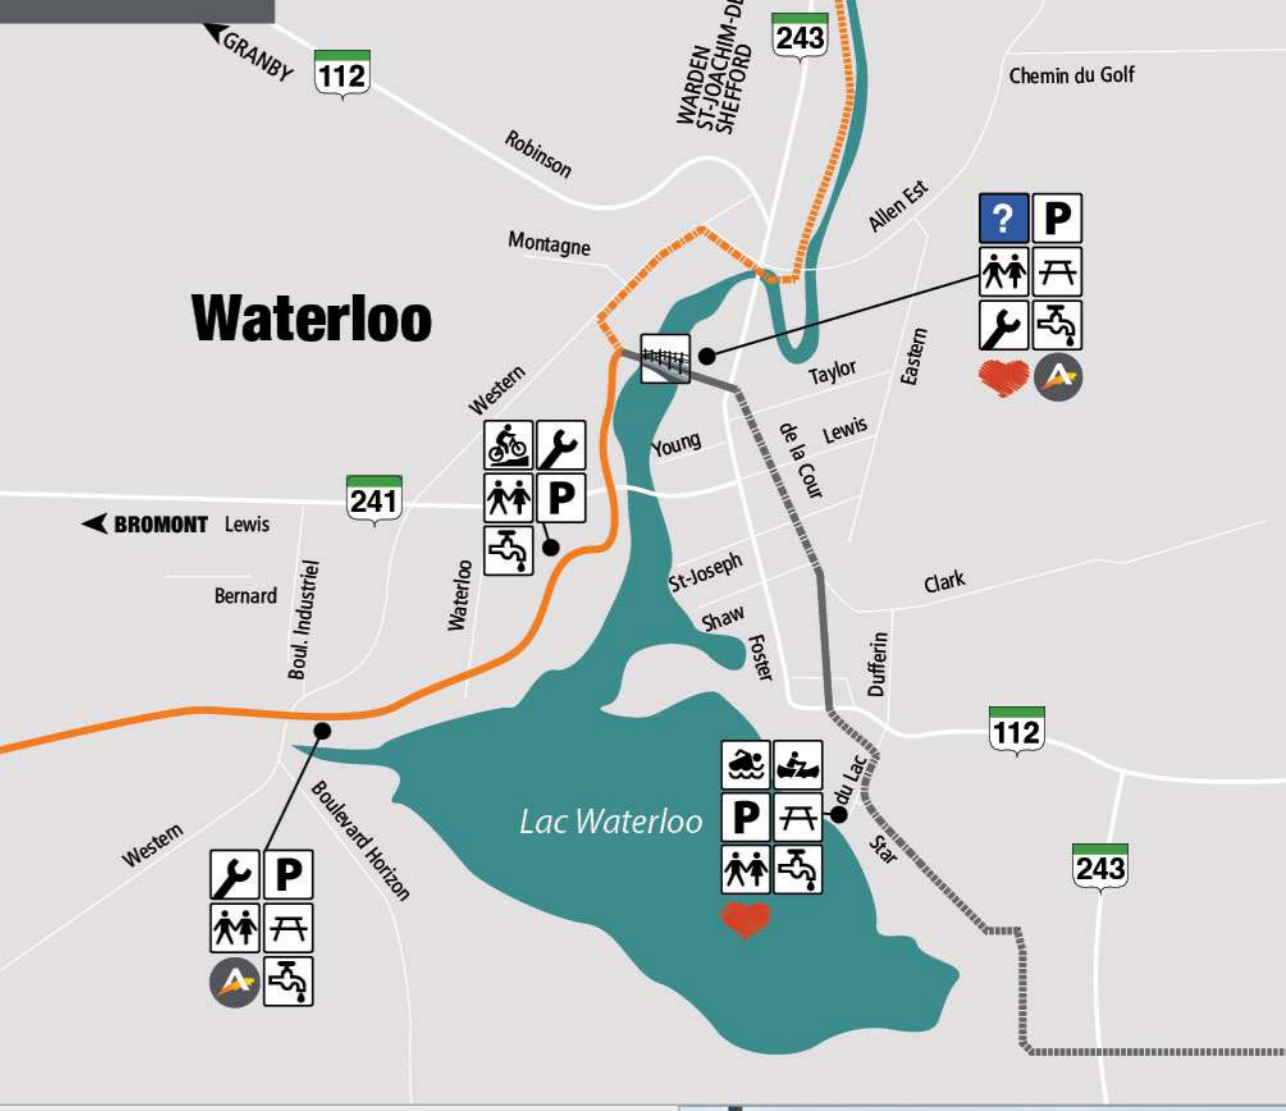 GRANBY
112
WARDEN
ST-JOACHIM-DE
SHEFFORD
243
Chemin du Golf
Robinson
Allen Est
Montagne
?
P
Waterloo
Eastern
Taylor
Western
Young
Lewis
de la Cour
241
P
BROMONT
Lewis
Bernard
Boul. Industriel
Waterloo
St-Joseph
Shaw
Foster
Clark
Dufferin
112
Lac Waterloo
P
du Lac
Star
Western
Boulevard Horizon
243
P
A
A